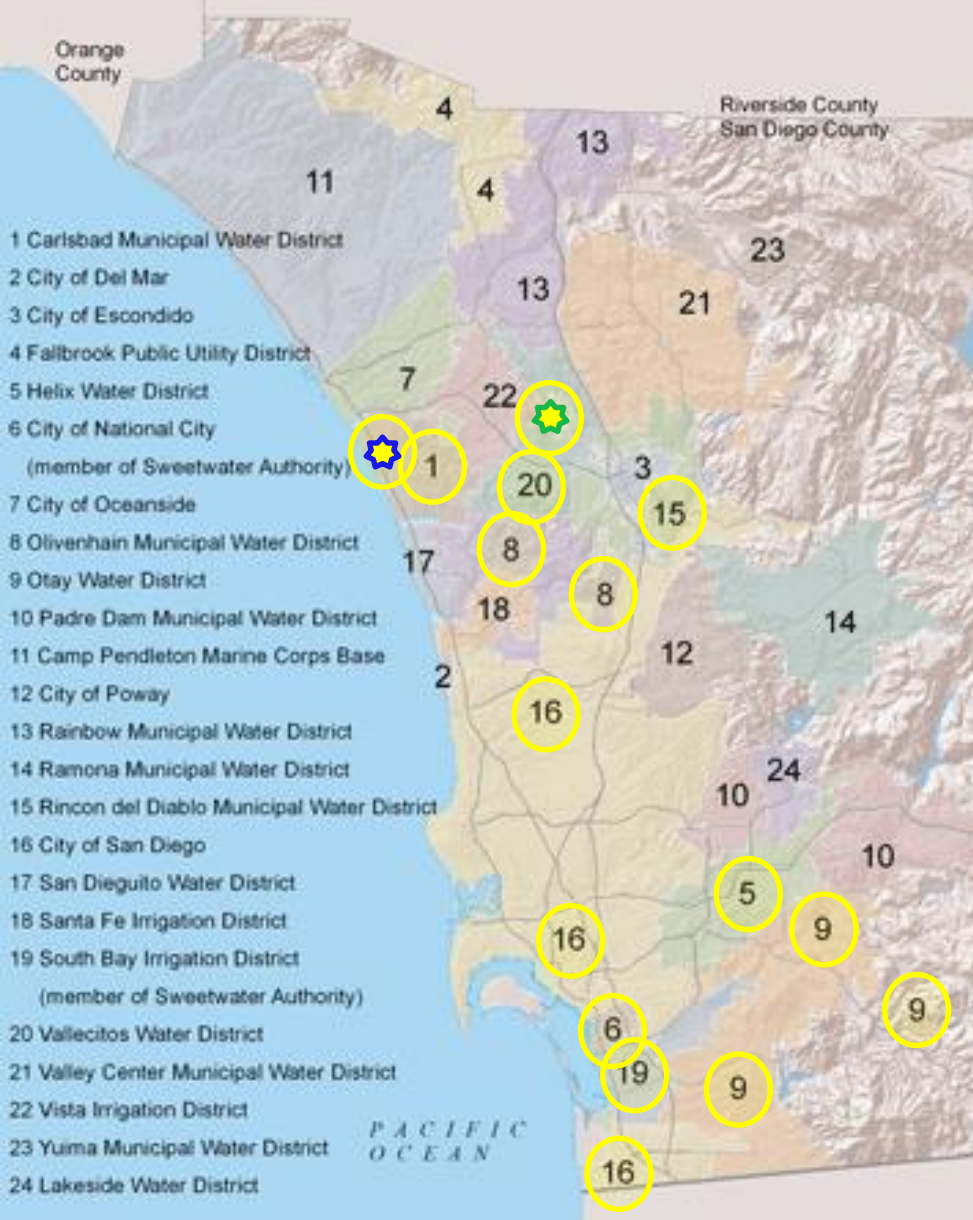 Orange
County
Riverside County
San Diego County
4
13
11
4
23
13
21
7
22
1
20
3
15
17
8
8
18
14
12
2
16
24
10
10
5
9
16
9
6
19
9
16
1 Carlsbad Municipal Water District
2 City of Del Mar
3 City of Escondido
4 Fallbrook Public Utility District
5 Helix Water District
6 City of National City
(member of Sweetwater Authority)
7 City of Oceanside
8 Olivenhain Municipal Water District
9 Otay Water District
10 Padre Dam Municipal Water District
11 Camp Pendleton Marine Corps Base
12 City of Poway
13 Rainbow Municipal Water District
14 Ramona Municipal Water District
15 Rincon del Diablo Municipal Water District
16 City of San Diego
17 San Dieguito Water District
18 Santa Fe Irrigation District
19 South Bay Irrigation District
(member of Sweetwater Authority)
20 Vallecitos Water District
21 Valley Center Municipal Water District
22 Vista Irrigation District
23 Yuima Municipal Water District
24 Lakeside Water District
PACIFIC
OCEAN